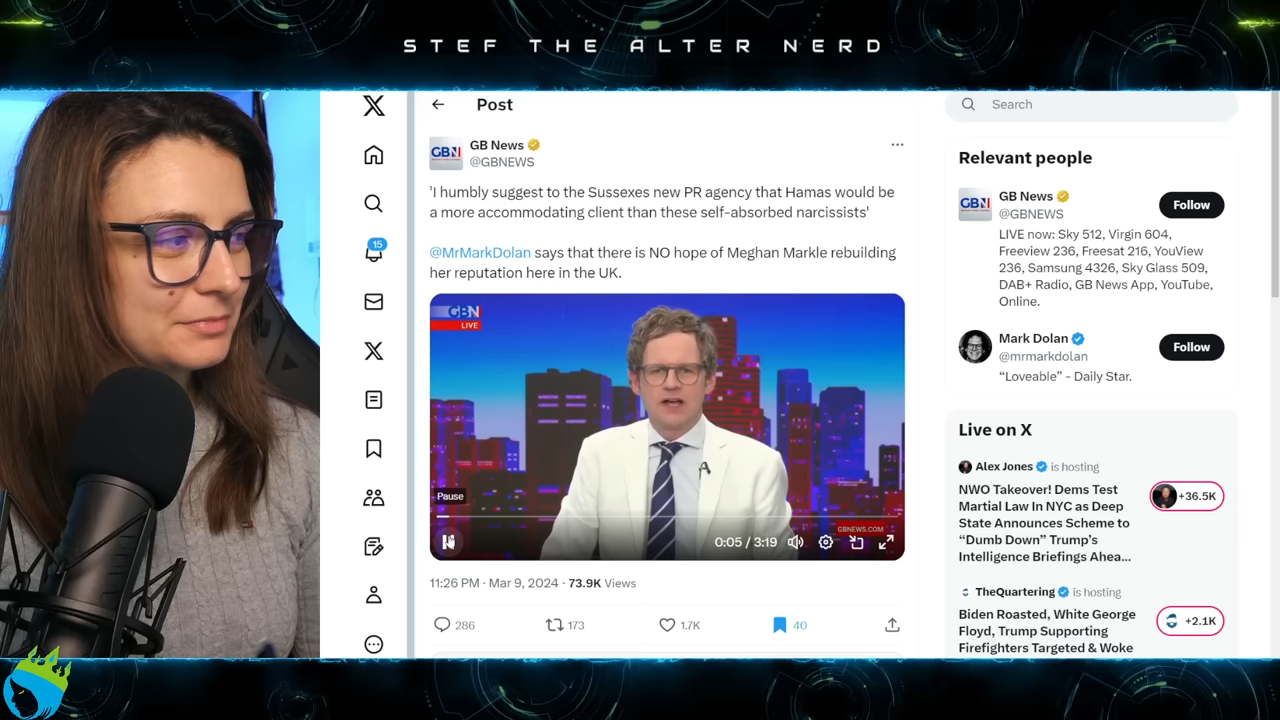 STEF THE ALTER NERD
Post
Search
GB News
@GBNEWS
'I humbly suggest to the Sussexes new PR agency that Hamas would be
a more accommodating client than these self-absorbed narcissists'
@MrMarkDolan says that there is NO hope of Meghan Markle rebuilding
her reputation here in the UK.
GBN
LIVE
Pause
GBNEWS.COM
0:05 / 3:19
11:26 PM · Mar 9, 2024 · 73.9K Views
286
173
1.7K
40
15
Relevant people
GBN
GB News
@GBNEWS
Follow
LIVE now: Sky 512, Virgin 604,
Freeview 236, Freesat 216, YouView
236, Samsung 4326, Sky Glass 509,
DAB+ Radio, GB News App, YouTube,
Online.
Mark Dolan
@mrmarkdolan
Follow
“Loveable” - Daily Star.
Live on X
Alex Jones is hosting
NWO Takeover! Dems Test
Martial Law In NYC as Deep
State Announces Scheme to
“Dumb Down” Trump’s
Intelligence Briefings Ahea...
+36.5K
TheQuartering is hosting
Biden Roasted, White George
Floyd, Trump Supporting
Firefighters Targeted & Woke
+2.1K
GBN